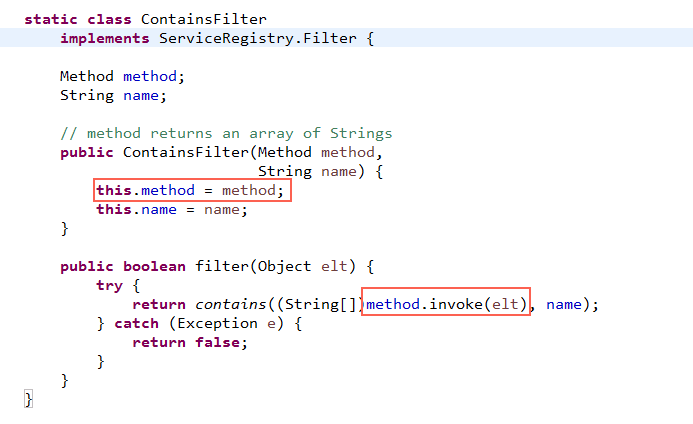 static class ContainsFilter
    implements ServiceRegistry.Filter {

    Method method;
    String name;

    // method returns an array of Strings
    public ContainsFilter(Method method,
                          String name) {
        this.method = method;
        this.name = name;
    }

    public boolean filter(Object elt) {
        try {
            return contains((String[])method.invoke(elt), name);
        } catch (Exception e) {
            return false;
        }
    }
}